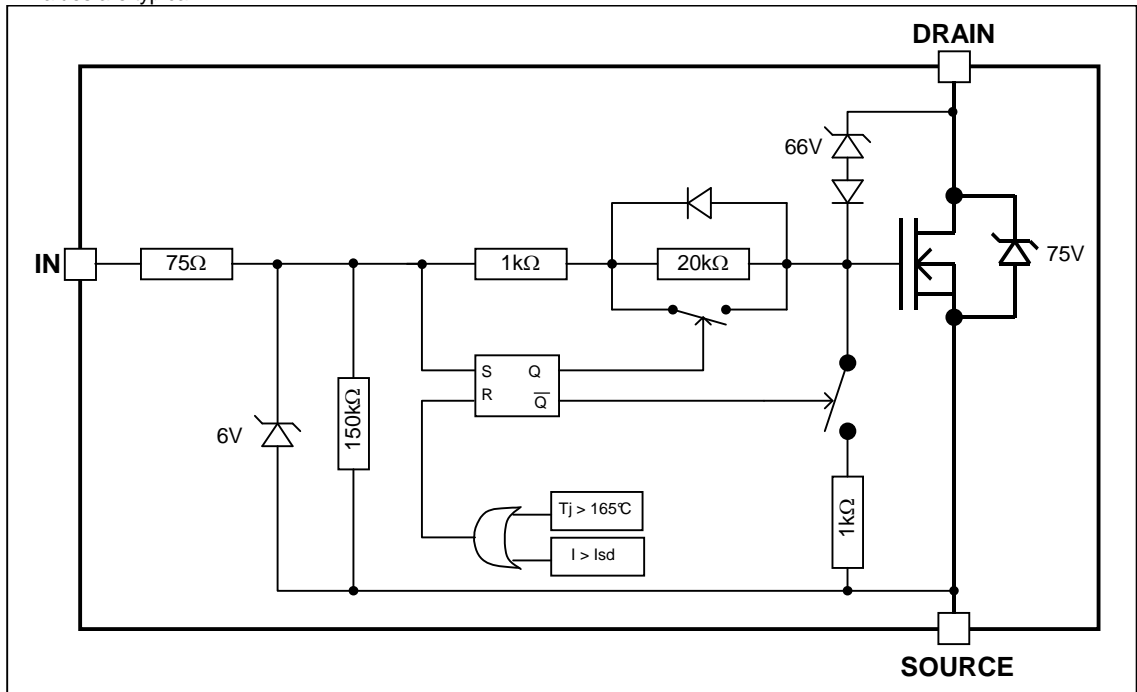 DRAIN
66V
75V
IN
75Ω
1kΩ
20kΩ
S Q
R Q
6V
150kΩ
Tj > 165°C
I > Isd
1kΩ
SOURCE